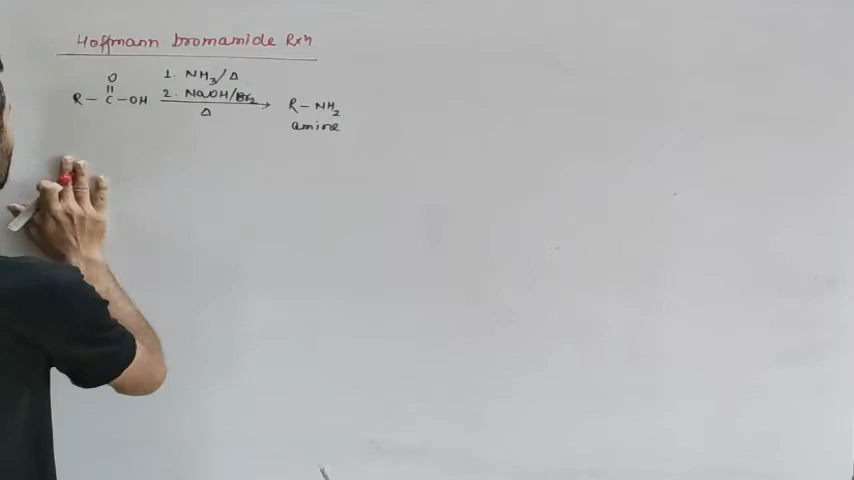 Hoffmann bromamide Rxn
O
1. NH3/Δ
R — C — OH 2. NaOH/Br2 R — NH2
Δ
amine